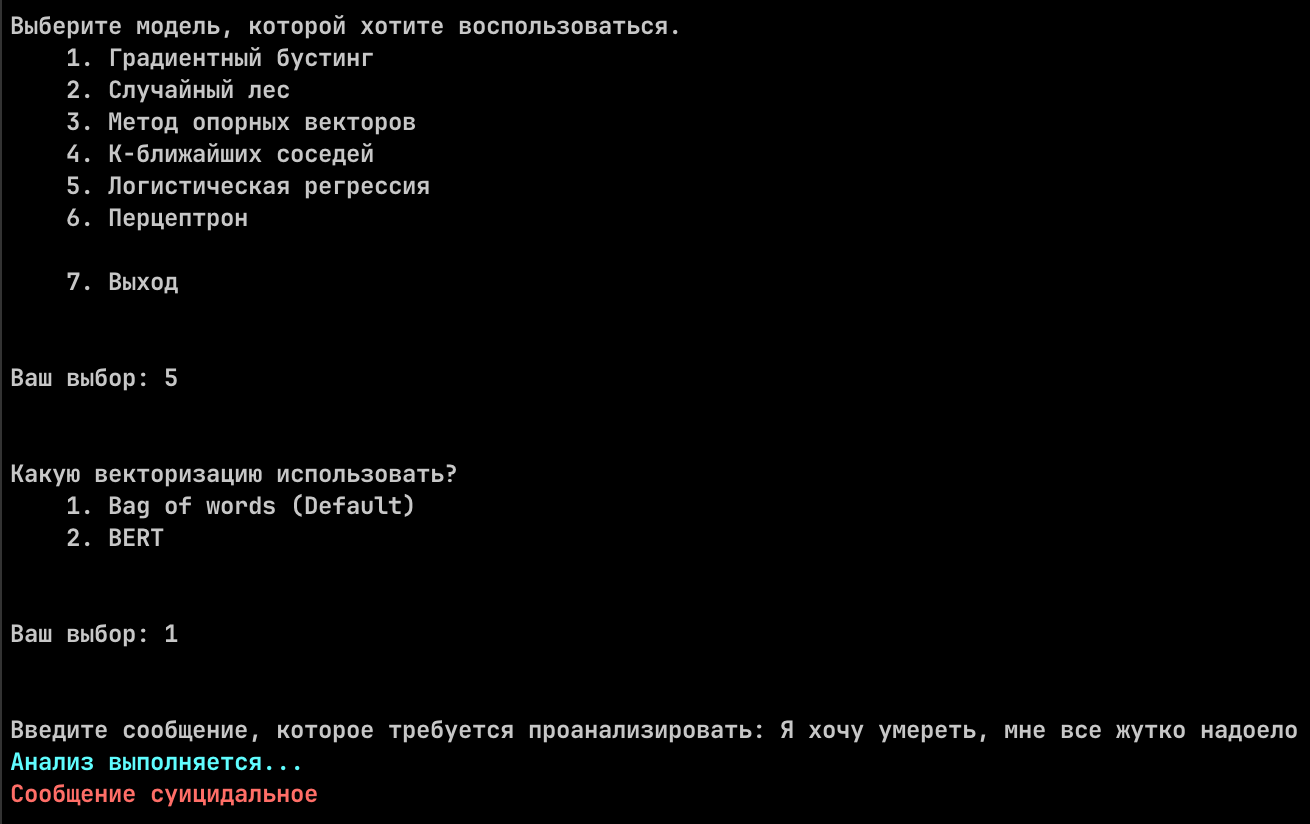 Выберите модель, которой хотите воспользоваться.
1. Градиентный бустинг
2. Случайный лес
3. Метод опорных векторов
4. К-ближайших соседей
5. Логистическая регрессия
6. Перцептрон
7. Выход
Ваш выбор: 5
Какую векторизацию использовать?
1. Bag of words (Default)
2. BERT
Ваш выбор: 1
Введите сообщение, которое требуется проанализировать: Я хочу умереть, мне все жутко надоело
Анализ выполняется...
Сообщение суицидальное